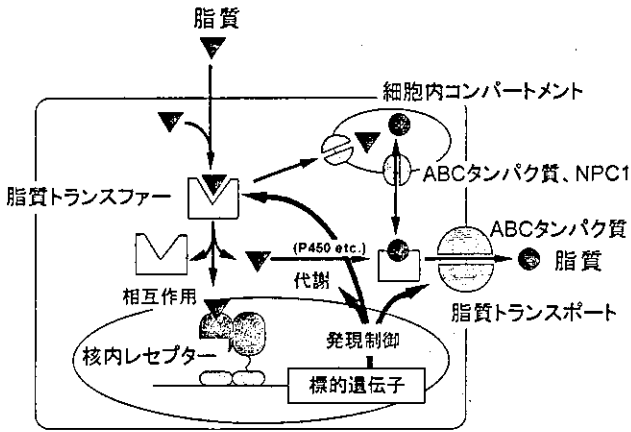 脂質
細胞内コンパートメント
ABCタンパク質、NPC1
脂質トランスファー
ABCタンパク質
(P450 etc.)
脂質
代謝
相互作用
脂質トランスポート
発現制御
核内レセプター
標的遺伝子